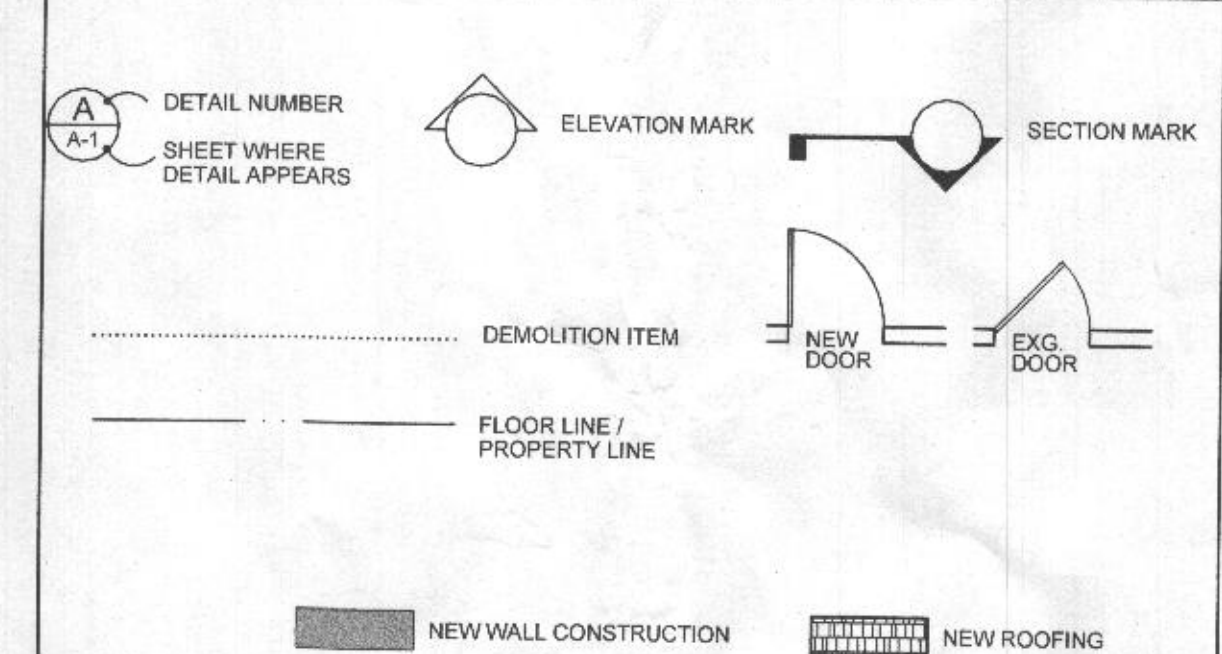 A
A-1
DETAIL NUMBER
SHEET WHERE
DETAIL APPEARS
ELEVATION MARK
SECTION MARK
DEMOLITION ITEM
NEW
DOOR
EXG.
DOOR
FLOOR LINE /
PROPERTY LINE
NEW WALL CONSTRUCTION
NEW ROOFING